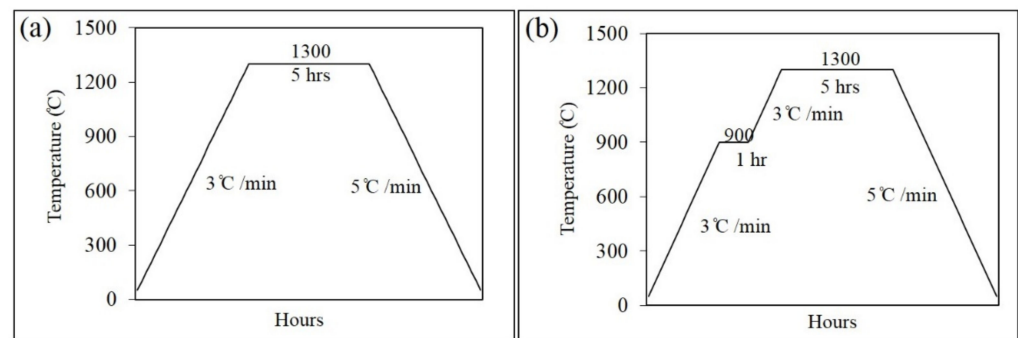 (a)
1500
1200
900
600
300
0
Temperature (℃)
1300
5 hrs
3℃ /min
5℃ /min
Hours
(b)
1500
1200
900
600
300
0
Temperature (℃)
1300
5 hrs
3℃ /min
900
1 hr
3℃ /min
5℃ /min
Hours